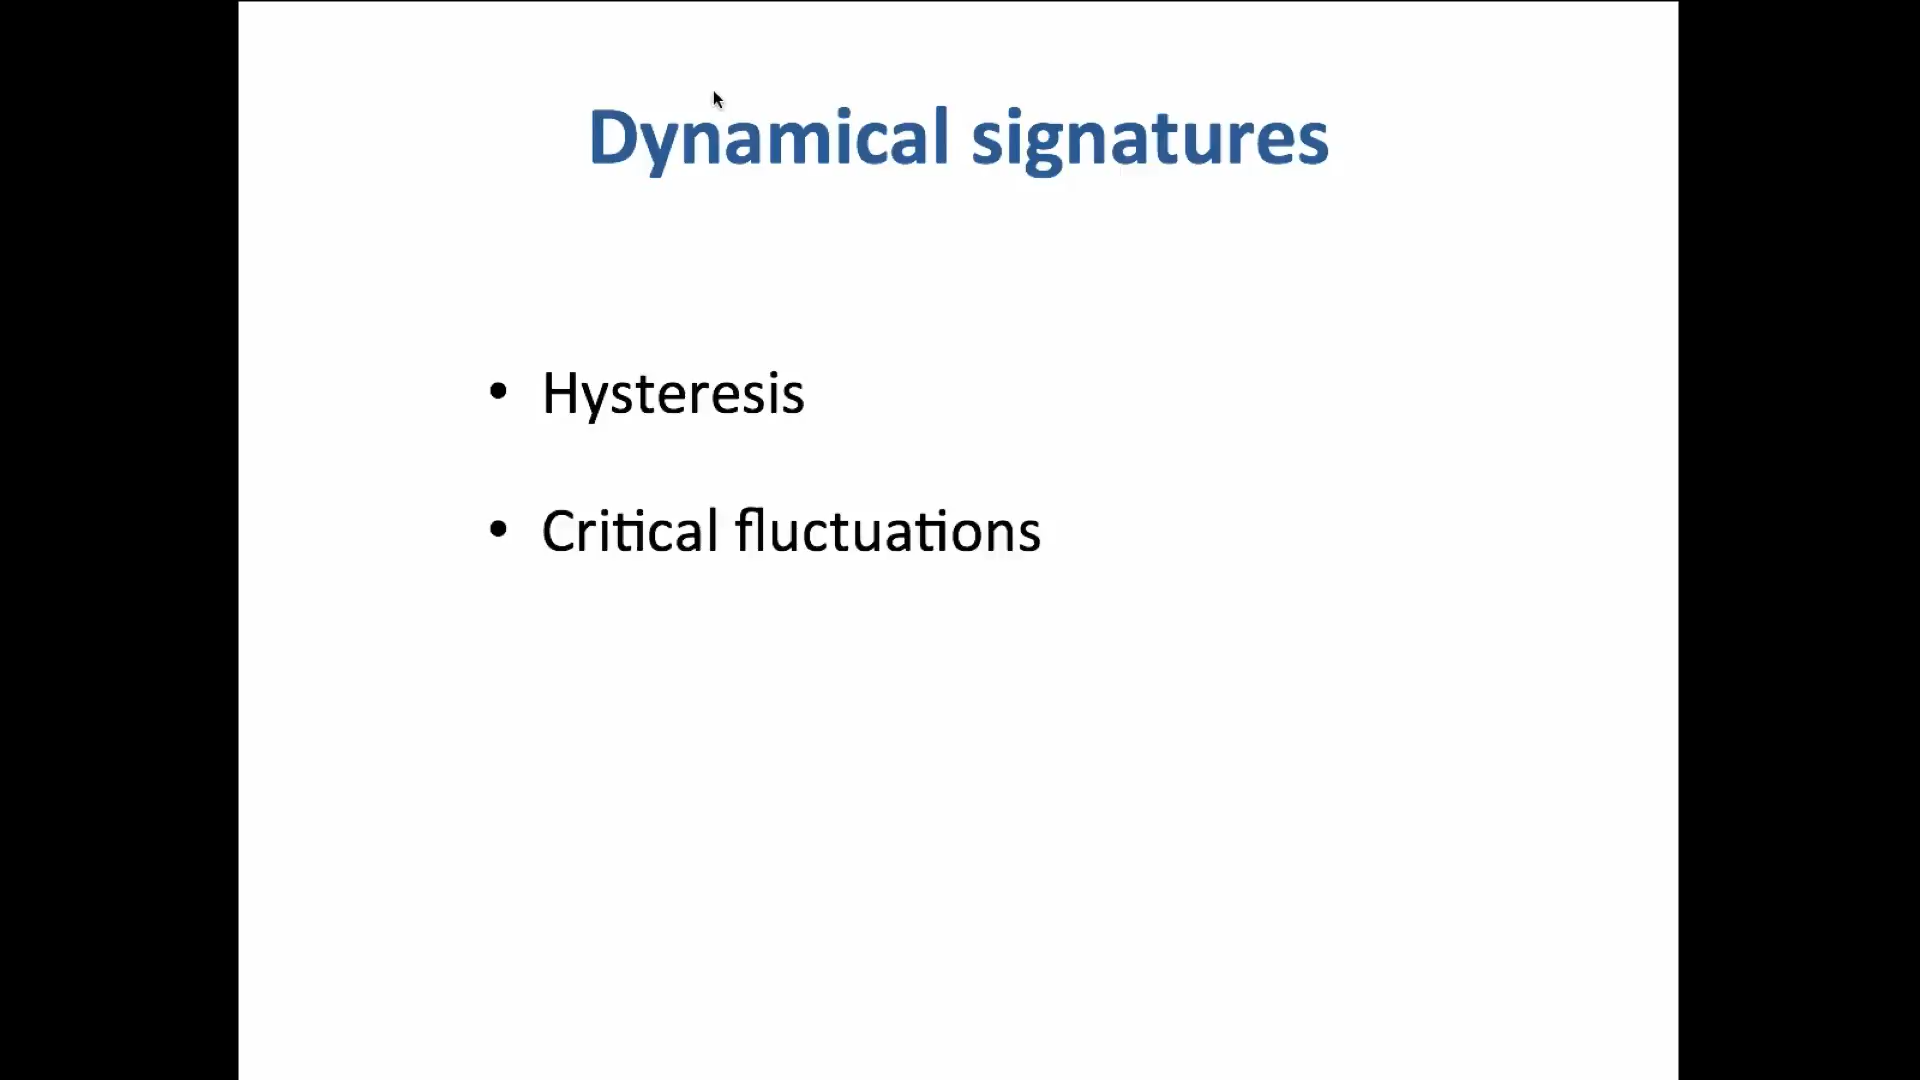 Dynamical signatures
• Hysteresis
• Critical fluctuations